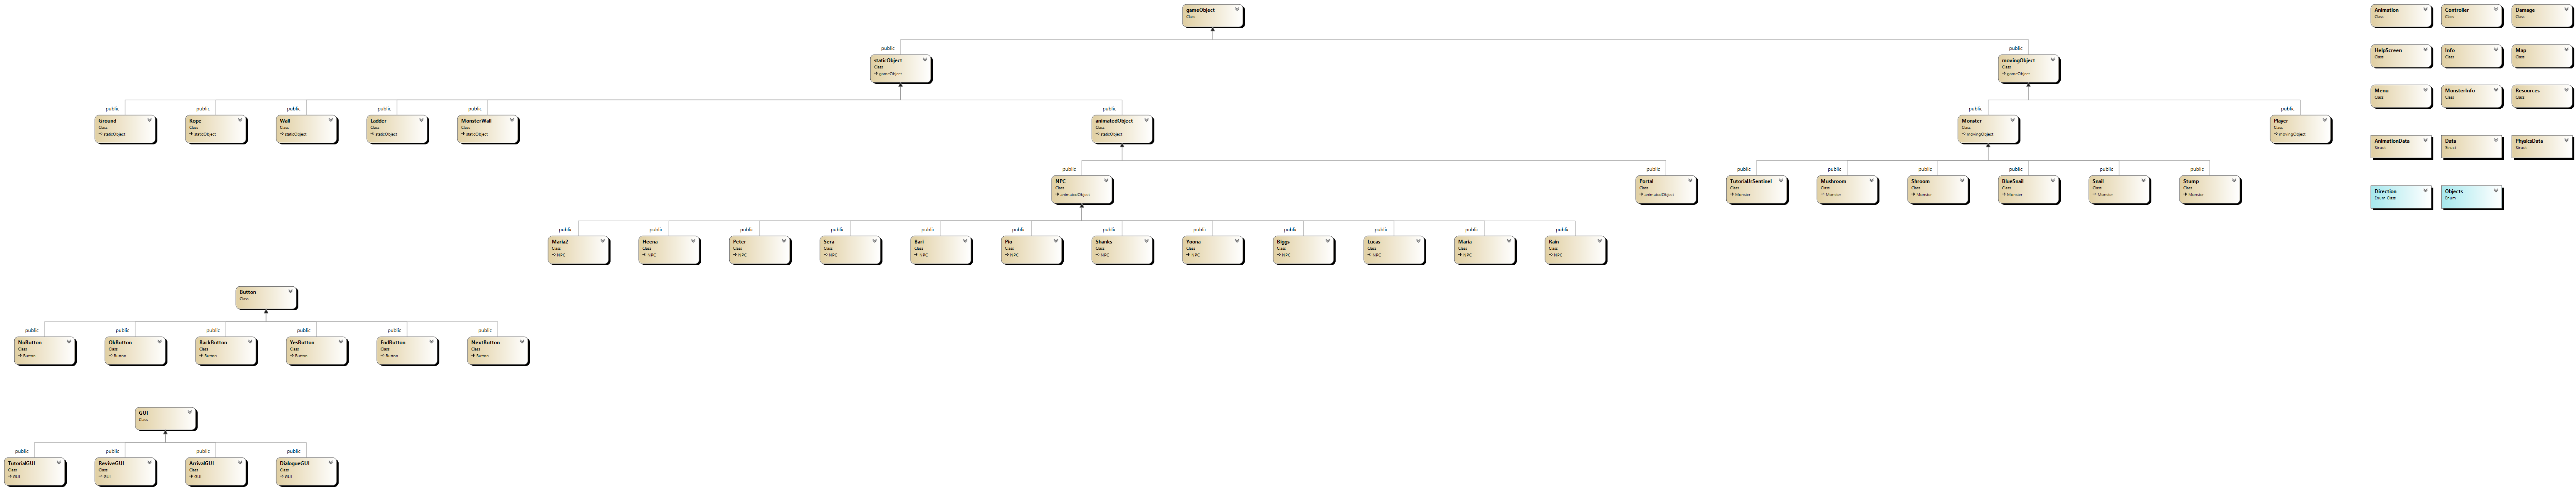 gameObject
Class
Animation
Class
Controller
Class
Damage
Class
public
public
staticObject
Class
gameObject
movingObject
Class
gameObject
HelpScreen
Class
Info
Class
Map
Class
Menu
Class
MonsterInfo
Class
Resources
Class
public
public
public
public
public
public
public
public
Ground
Class
staticObject
Rope
Class
staticObject
Wall
Class
staticObject
Ladder
Class
staticObject
MonsterWall
Class
staticObject
animatedObject
Class
staticObject
Monster
Class
movingObject
Player
Class
movingObject
AnimationData
Struct
Data
Struct
PhysicsData
Struct
public
public
public
public
public
public
public
public
NPC
Class
animatedObject
Portal
Class
animatedObject
TutorialJrSentinel
Class
Monster
Mushroom
Class
Monster
Shroom
Class
Monster
BlueSnail
Class
Monster
Snail
Class
Monster
Stump
Class
Monster
Direction
Enum Class
Objects
Enum
public
public
public
public
public
public
public
public
public
public
public
public
Maria2
Class
NPC
Heena
Class
NPC
Peter
Class
NPC
Sera
Class
NPC
Bari
Class
NPC
Pio
Class
NPC
Shanks
Class
NPC
Yoona
Class
NPC
Biggs
Class
NPC
Lucas
Class
NPC
Maria
Class
NPC
Rain
Class
NPC
Button
Class
public
public
public
public
public
public
NoButton
Class
Button
OkButton
Class
Button
BackButton
Class
Button
YesButton
Class
Button
EndButton
Class
Button
NextButton
Class
Button
GUI
Class
public
public
public
public
TutorialGUI
Class
GUI
ReviveGUI
Class
GUI
ArrivalGUI
Class
GUI
DialogueGUI
Class
GUI